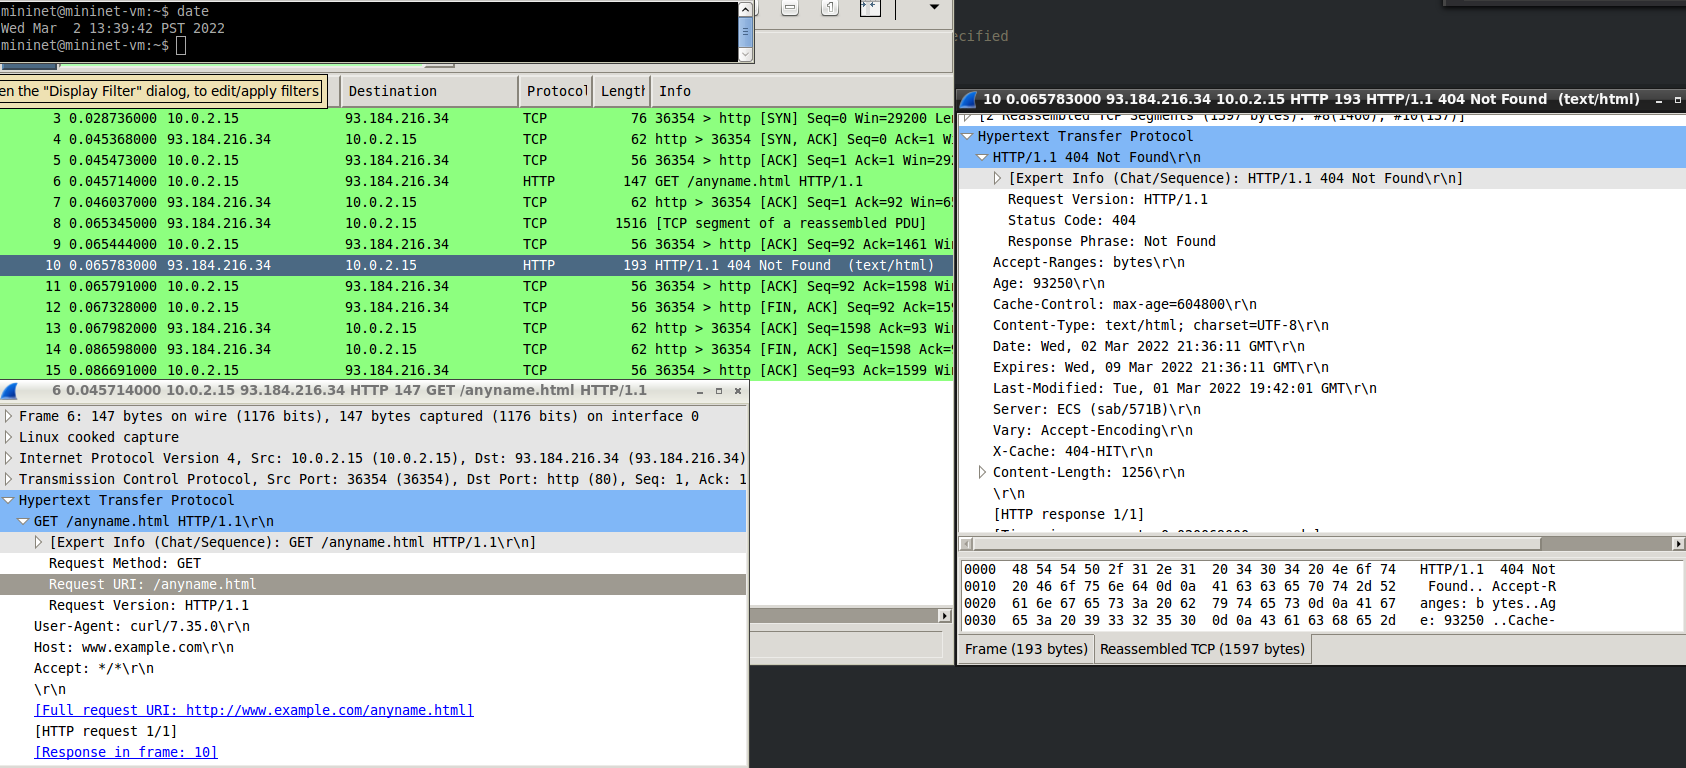 mininet@mininet-vm:~$ date
Wed Mar  2 13:39:42 PST 2022
mininet@mininet-vm:~$
ecified
en the "Display Filter" dialog, to edit/apply filters
Destination Protocol Length Info
3 0.028736000 10.0.2.15 93.184.216.34 TCP 76 36354 > http [SYN] Seq=0 Win=29200 Len
4 0.045368000 93.184.216.34 10.0.2.15 TCP 62 http > 36354 [SYN, ACK] Seq=0 Ack=1 W
5 0.045473000 10.0.2.15 93.184.216.34 TCP 56 36354 > http [ACK] Seq=1 Ack=1 Win=292
6 0.045714000 10.0.2.15 93.184.216.34 HTTP 147 GET /anyname.html HTTP/1.1
7 0.046037000 93.184.216.34 10.0.2.15 TCP 62 http > 36354 [ACK] Seq=1 Ack=92 Win=65
8 0.065345000 93.184.216.34 10.0.2.15 TCP 1516 [TCP segment of a reassembled PDU]
9 0.065444000 10.0.2.15 93.184.216.34 TCP 56 36354 > http [ACK] Seq=92 Ack=1461 Wi
10 0.065783000 93.184.216.34 10.0.2.15 HTTP 193 HTTP/1.1 404 Not Found  (text/html)
11 0.065791000 10.0.2.15 93.184.216.34 TCP 56 36354 > http [ACK] Seq=92 Ack=1598 Wi
12 0.067328000 10.0.2.15 93.184.216.34 TCP 56 36354 > http [FIN, ACK] Seq=92 Ack=159
13 0.067982000 93.184.216.34 10.0.2.15 TCP 62 http > 36354 [ACK] Seq=1598 Ack=93 Wi
14 0.086598000 93.184.216.34 10.0.2.15 TCP 62 http > 36354 [FIN, ACK] Seq=1598 Ack=
15 0.086691000 10.0.2.15 93.184.216.34 TCP 56 36354 > http [ACK] Seq=93 Ack=1599 Wi
6 0.045714000 10.0.2.15 93.184.216.34 HTTP 147 GET /anyname.html HTTP/1.1
Frame 6: 147 bytes on wire (1176 bits), 147 bytes captured (1176 bits) on interface 0
Linux cooked capture
Internet Protocol Version 4, Src: 10.0.2.15 (10.0.2.15), Dst: 93.184.216.34 (93.184.216.34)
Transmission Control Protocol, Src Port: 36354 (36354), Dst Port: http (80), Seq: 1, Ack: 1
Hypertext Transfer Protocol
GET /anyname.html HTTP/1.1\r\n
[Expert Info (Chat/Sequence): GET /anyname.html HTTP/1.1\r\n]
Request Method: GET
Request URI: /anyname.html
Request Version: HTTP/1.1
User-Agent: curl/7.35.0\r\n
Host: www.example.com\r\n
Accept: */*\r\n
\r\n
[Full request URI: http://www.example.com/anyname.html]
[HTTP request 1/1]
[Response in frame: 10]
10 0.065783000 93.184.216.34 10.0.2.15 HTTP 193 HTTP/1.1 404 Not Found  (text/html)
[2 Reassembled TCP Segments (1597 bytes): #8(1460), #10(137)]
Hypertext Transfer Protocol
HTTP/1.1 404 Not Found\r\n
[Expert Info (Chat/Sequence): HTTP/1.1 404 Not Found\r\n]
Request Version: HTTP/1.1
Status Code: 404
Response Phrase: Not Found
Accept-Ranges: bytes\r\n
Age: 93250\r\n
Cache-Control: max-age=604800\r\n
Content-Type: text/html; charset=UTF-8\r\n
Date: Wed, 02 Mar 2022 21:36:11 GMT\r\n
Expires: Wed, 09 Mar 2022 21:36:11 GMT\r\n
Last-Modified: Tue, 01 Mar 2022 19:42:01 GMT\r\n
Server: ECS (sab/571B)\r\n
Vary: Accept-Encoding\r\n
X-Cache: 404-HIT\r\n
Content-Length: 1256\r\n
\r\n
[HTTP response 1/1]
0000  48 54 54 50 2f 31 2e 31  20 34 30 34 20 4e 6f 74   HTTP/1.1  404 Not
0010  20 46 6f 75 6e 64 0d 0a  41 63 63 65 70 74 2d 52    Found.. Accept-R
0020  61 6e 67 65 73 3a 20 62  79 74 65 73 0d 0a 41 67   anges: b ytes..Ag
0030  65 3a 20 39 33 32 35 30  0d 0a 43 61 63 68 65 2d   e: 93250 ..Cache-
Frame (193 bytes) Reassembled TCP (1597 bytes)